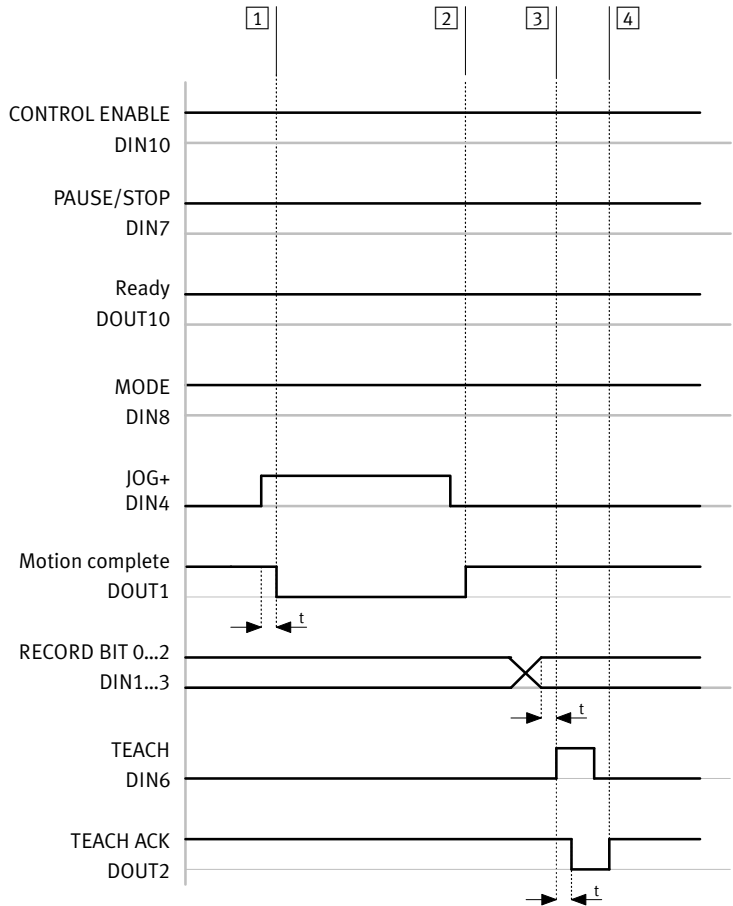 1 2 3 4
CONTROL ENABLE
DIN10
PAUSE/STOP
DIN7
Ready
DOUT10
MODE
DIN8
JOG+
DIN4
Motion complete
DOUT1
t
RECORD BIT 0...2
DIN1...3
t
TEACH
DIN6
TEACH ACK
DOUT2
t